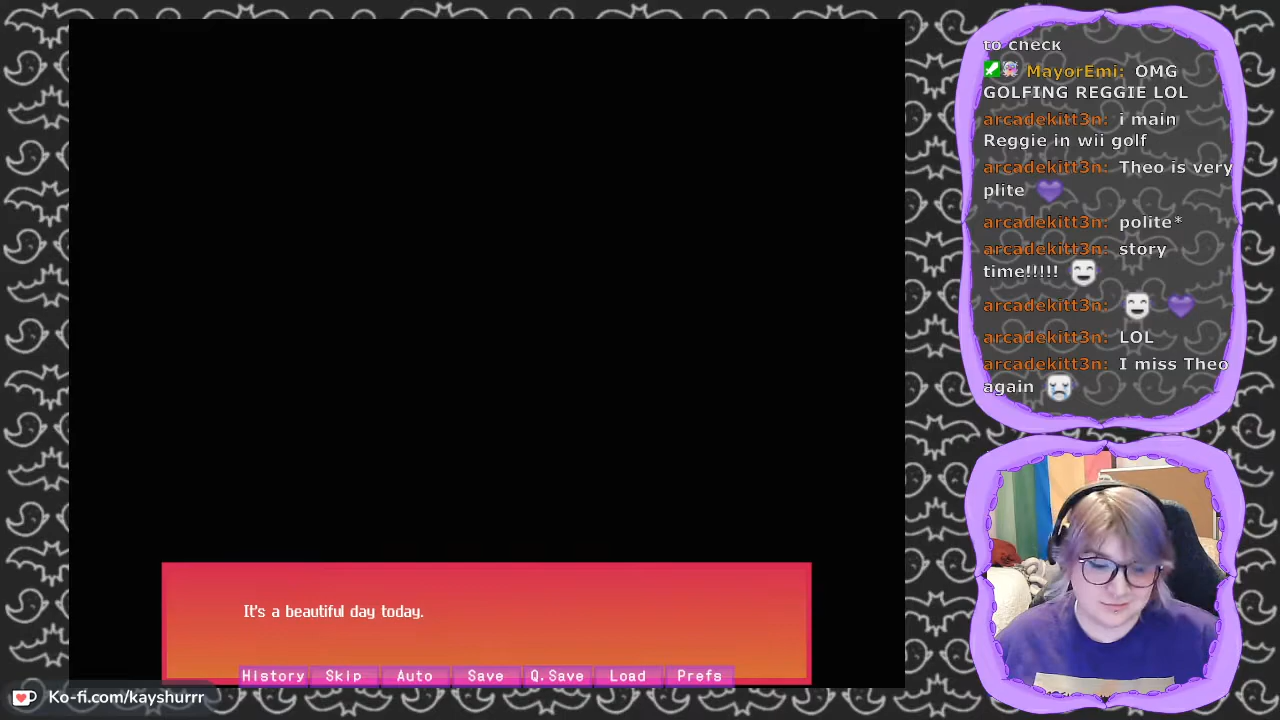 to check
MayorEmi: OMG
GOLFING REGGIE LOL
arcadekitt3n: i main
Reggie in wii golf
arcadekitt3n: Theo is very
plite
arcadekitt3n: polite*
arcadekitt3n: story
time!!!!!
arcadekitt3n:
arcadekitt3n: LOL
arcadekitt3n: I miss Theo
again
It's a beautiful day today.
History Skip Auto Save Q.Save Load Prefs
Ko-fi.com/kayshurrr